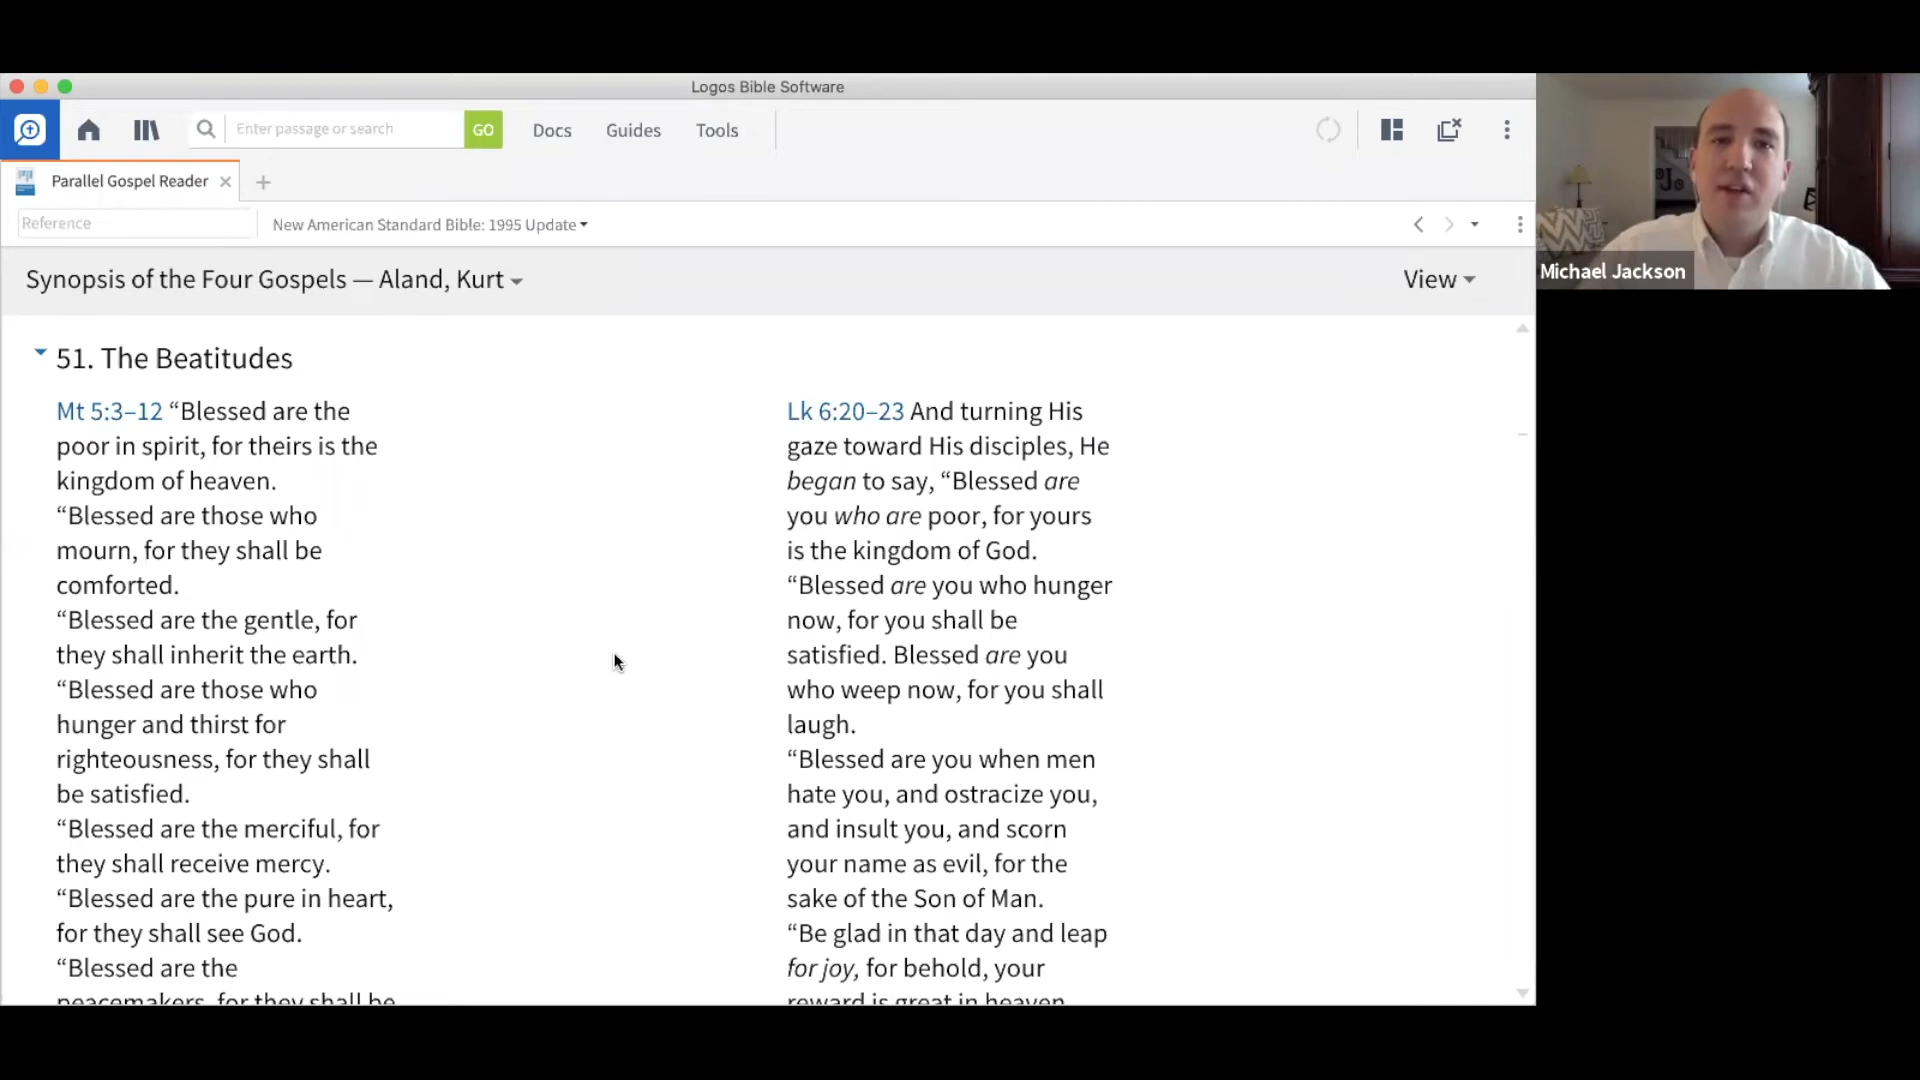 Logos Bible Software
Enter passage or search
GO
Docs
Guides
Tools
Parallel Gospel Reader
Reference
New American Standard Bible: 1995 Update
Synopsis of the Four Gospels — Aland, Kurt
View
Michael Jackson
51. The Beatitudes
Mt 5:3–12 “Blessed are the
poor in spirit, for theirs is the
kingdom of heaven.
“Blessed are those who
mourn, for they shall be
comforted.
“Blessed are the gentle, for
they shall inherit the earth.
“Blessed are those who
hunger and thirst for
righteousness, for they shall
be satisfied.
“Blessed are the merciful, for
they shall receive mercy.
“Blessed are the pure in heart,
for they shall see God.
“Blessed are the
peacemakers, for they shall be
Lk 6:20–23 And turning His
gaze toward His disciples, He
began to say, “Blessed are
you who are poor, for yours
is the kingdom of God.
“Blessed are you who hunger
now, for you shall be
satisfied. Blessed are you
who weep now, for you shall
laugh.
“Blessed are you when men
hate you, and ostracize you,
and insult you, and scorn
your name as evil, for the
sake of the Son of Man.
“Be glad in that day and leap
for joy, for behold, your
reward is great in heaven